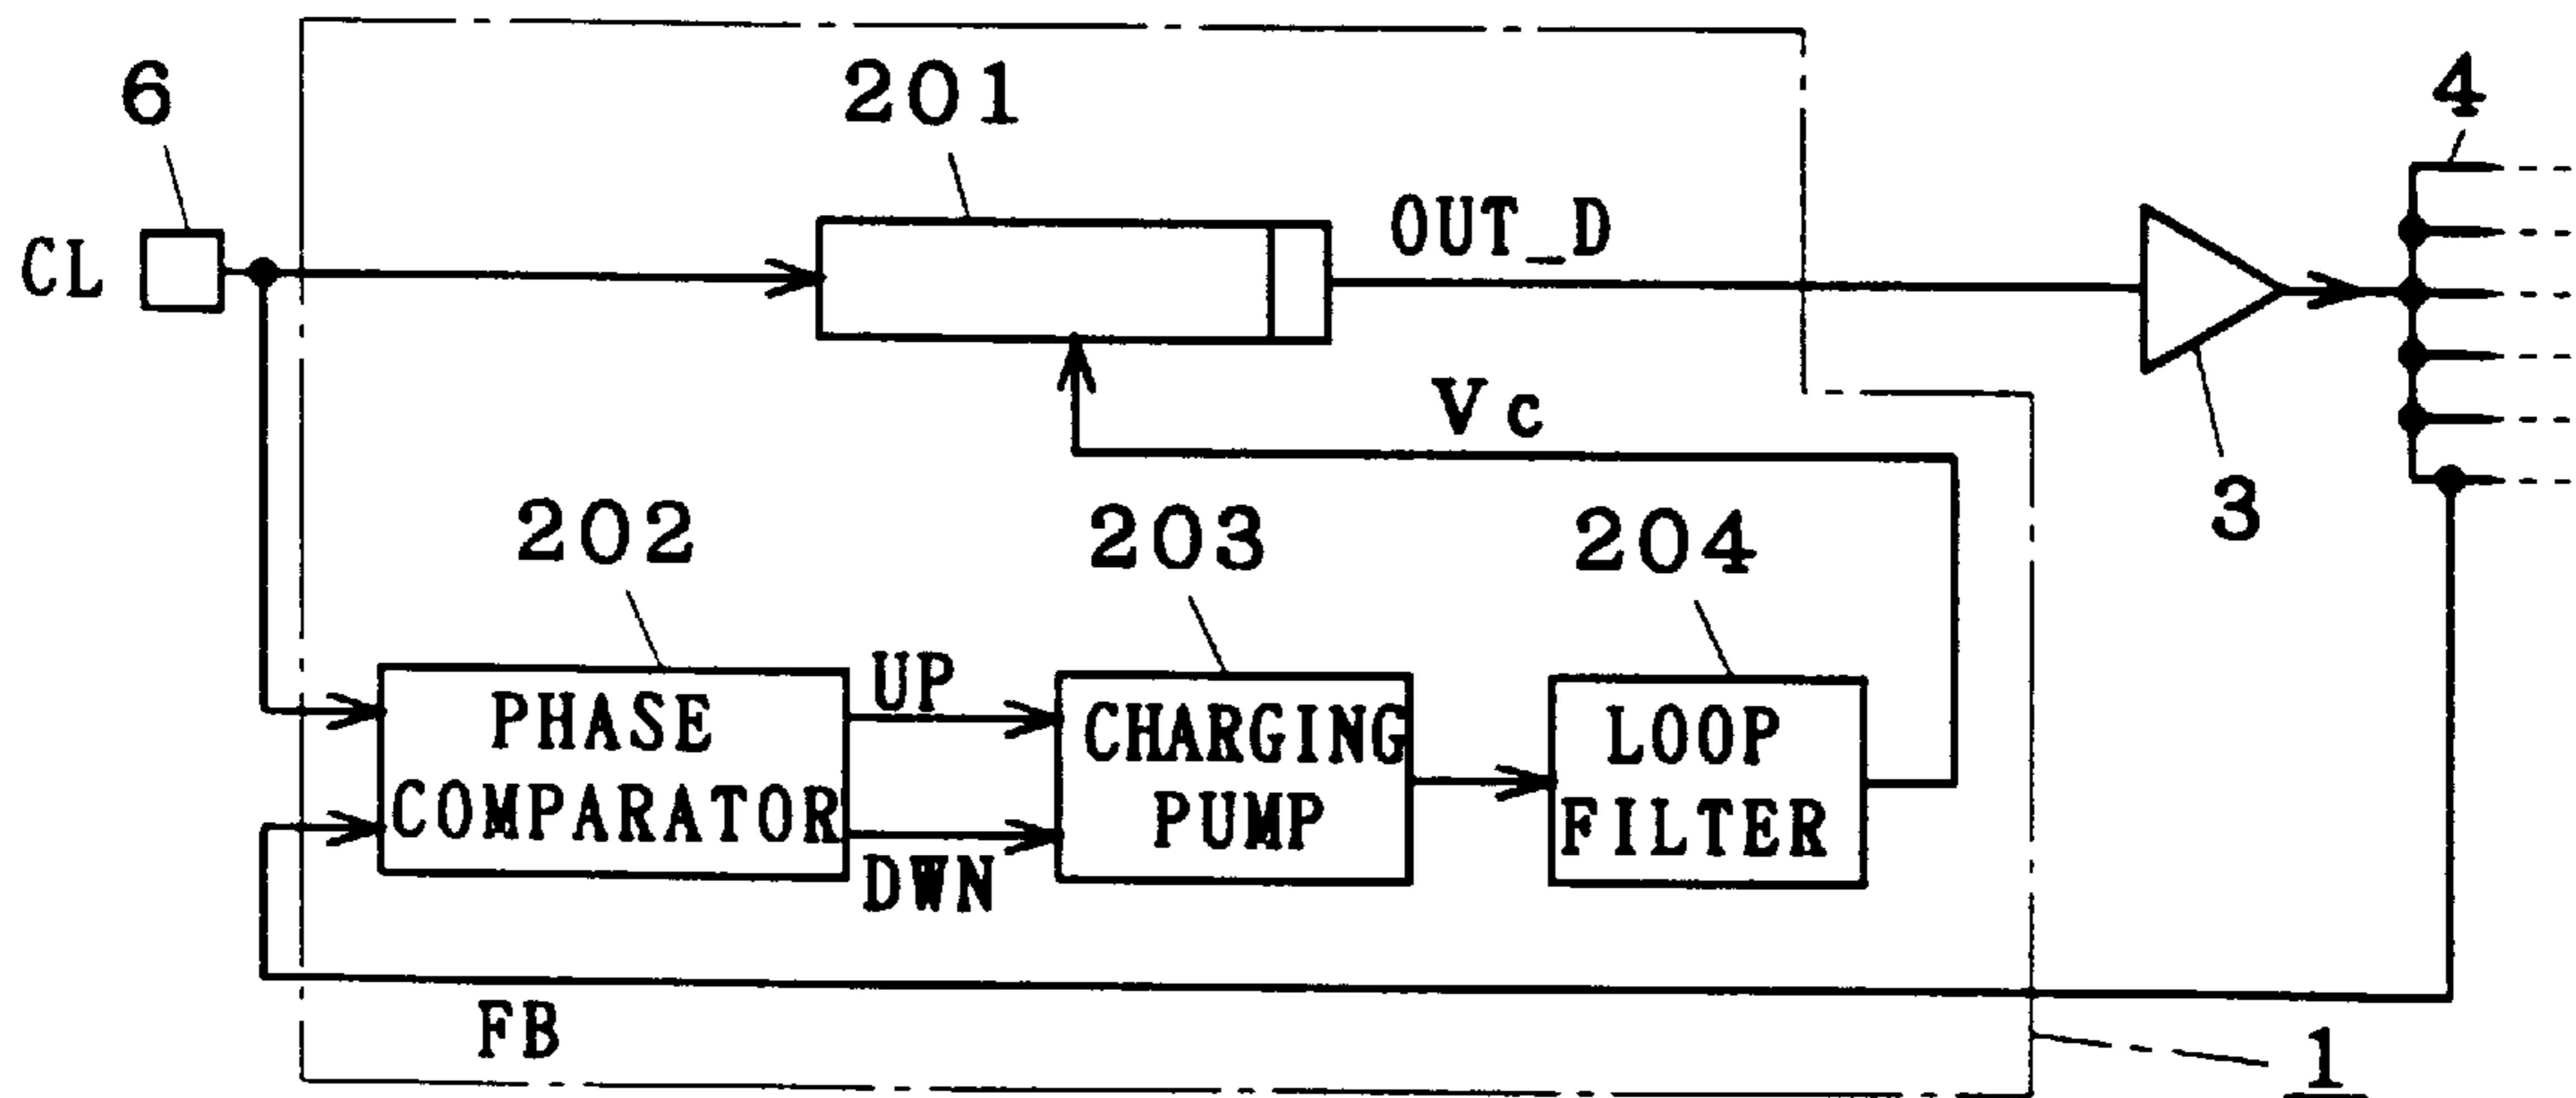 6
201
4
CL
OUT_D
Vc
3
202
203
204
UP
PHASE
COMPARATOR
CHARGING
PUMP
LOOP
FILTER
DWN
FB
1